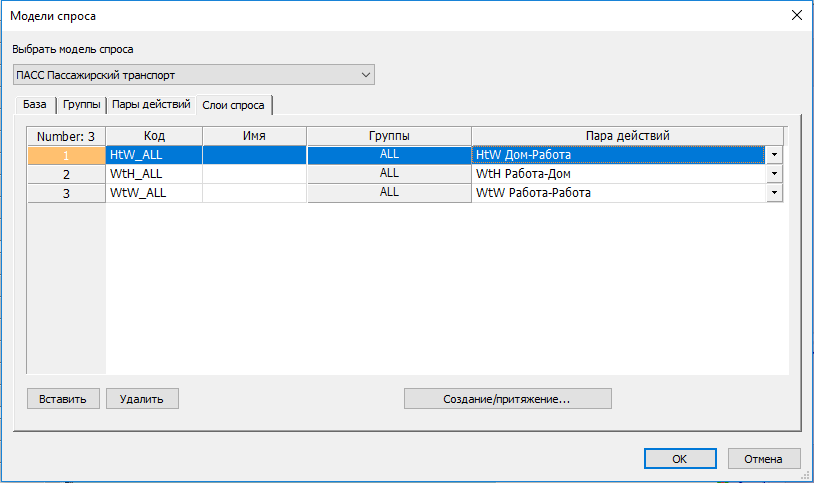 Модели спроса
Выбрать модель спроса
ПАСС Пассажирский транспорт
База Группы Пары действий Слои спроса
Number: 3 Код Имя Группы Пара действий
1 HtW_ALL ALL HtW Дом-Работа
2 WtH_ALL ALL WtH Работа-Дом
3 WtW_ALL ALL WtW Работа-Работа
Вставить Удалить Создание/притяжение...
OK Отмена